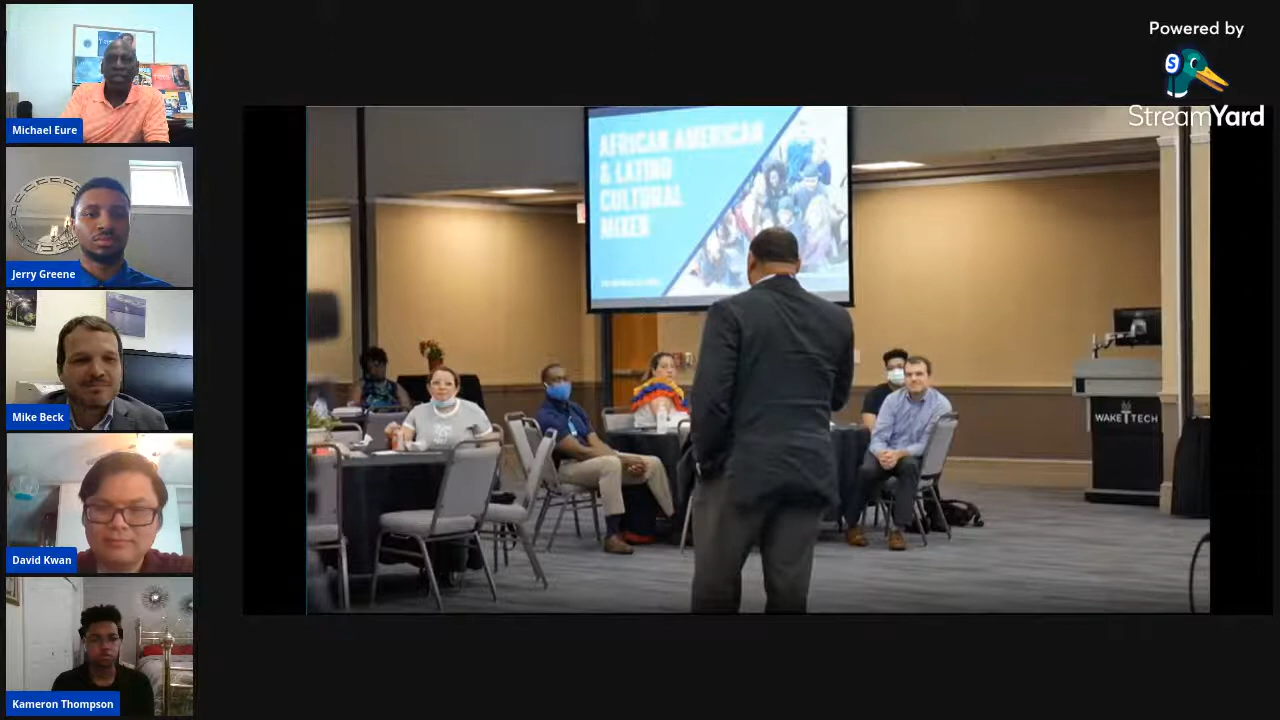 Michael Eure
Jerry Greene
Mike Beck
David Kwan
Kameron Thompson
Powered by
StreamYard
AFRICAN AMERICAN
& LATINO
CULTURAL
MIXER
WAKE TECH